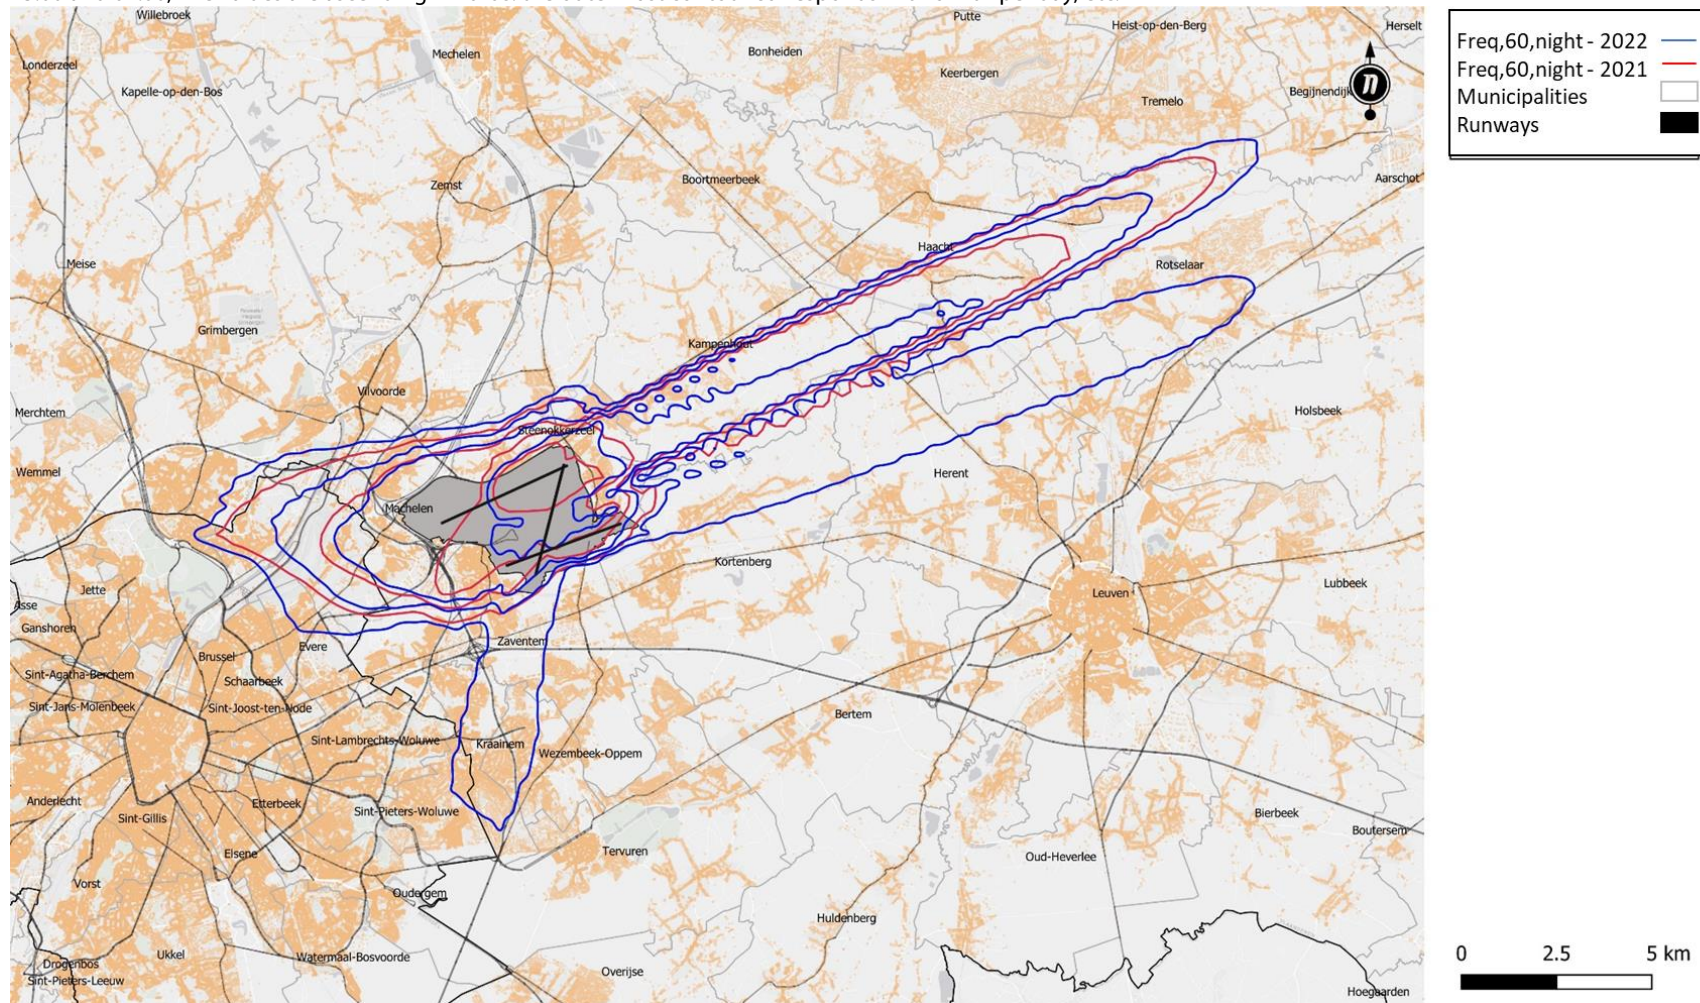 Willebroek
Putte
Heist-op-den-Berg
Herselt
Mechelen
Bonheiden
Londerzeel
Keerbergen
Kapelle-op-den-Bos
Begijnendijk
Tremelo
Zemst
Boortmeerbeek
Aarschot
Haacht
Meise
Rotselaar
Grimbergen
Kampenhout
Vilvoorde
Merchtem
Holsbeek
Steenokkerzeel
Wemmel
Herent
Machelen
Kortenberg
Jette
Lubbeek
Leuven
Asse
Ganshoren
Zaventem
Evere
Brussel
Sint-Agatha-Berchem
Schaarbeek
Sint-Jans-Molenbeek
Sint-Joost-ten-Node
Bertem
Sint-Lambrechts-Woluwe
Kraainem
Wezembeek-Oppem
Anderlecht
Etterbeek
Sint-Pieters-Woluwe
Sint-Gillis
Bierbeek
Boutersem
Elsene
Tervuren
Oud-Heverlee
Vorst
Oudergem
Huldenberg
Ukkel
Watermaal-Bosvoorde
Drogenbos
Overijse
Sint-Pieters-Leeuw
Hoegaarden
Freq,60,night - 2022
Freq,60,night - 2021
Municipalities
Runways
0 2.5 5 km